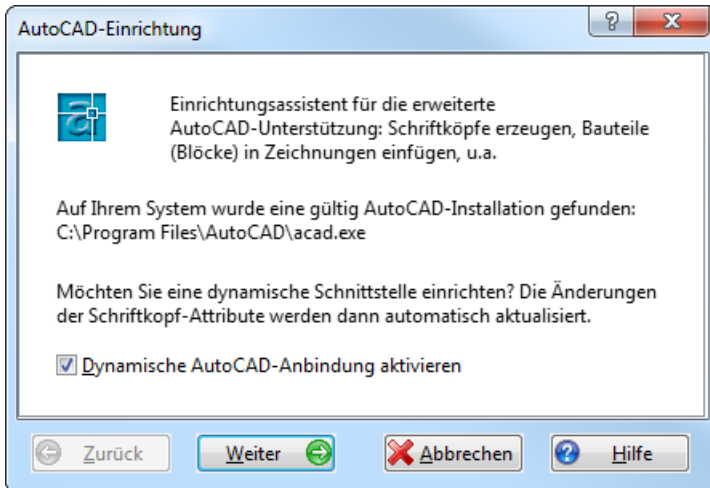 AutoCAD-Einrichtung
Einrichtungsassistent für die erweiterte
AutoCAD-Unterstützung: Schriftköpfe erzeugen, Bauteile
(Blöcke) in Zeichnungen einfügen, u.a.
Auf Ihrem System wurde eine gültig AutoCAD-Installation gefunden:
C:\Program Files\AutoCAD\acad.exe
Möchten Sie eine dynamische Schnittstelle einrichten? Die Änderungen
der Schriftkopf-Attribute werden dann automatisch aktualisiert.
Dynamische AutoCAD-Anbindung aktivieren
Zurück Weiter Abbrechen Hilfe